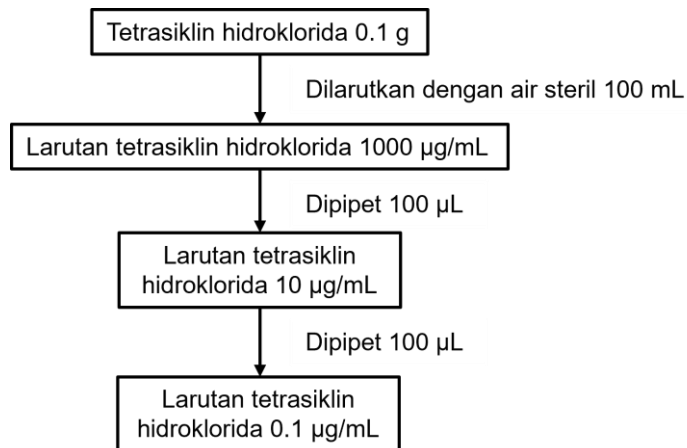 Tetrasiklin hidroklorida 0.1 g
Dilarutkan dengan air steril 100 mL
Larutan tetrasiklin hidroklorida 1000 µg/mL
Dipipet 100 µL
Larutan tetrasiklin
hidroklorida 10 µg/mL
Dipipet 100 µL
Larutan tetrasiklin
hidroklorida 0.1 µg/mL